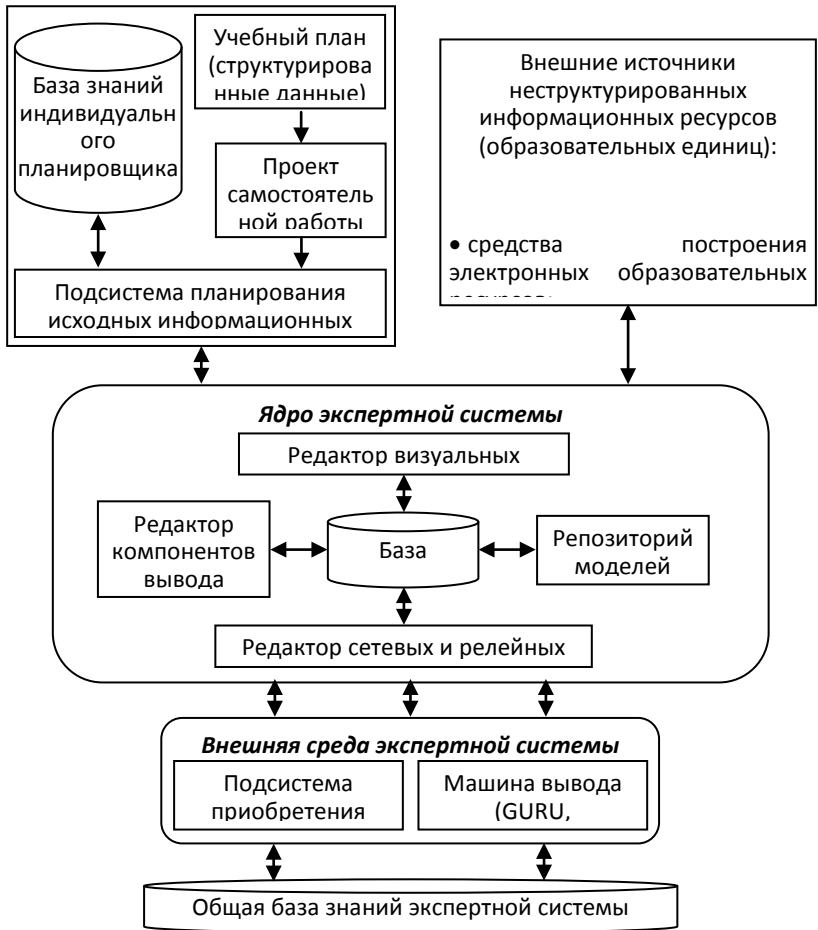 База знаний
индивидуальн
ого
планировщика
Учебный план
(структурирова
нные данные)
Проект
самостоятель
ной работы
Подсистема планирования
исходных информационных
Внешние источники
неструктурированных
информационных ресурсов
(образовательных единиц):
• средства построения
электронных образовательных
Ядро экспертной системы
Редактор визуальных
Редактор
компонентов
вывода
База
Репозиторий
моделей
Редактор сетевых и релейных
Внешняя среда экспертной системы
Подсистема
приобретения
Машина вывода
(GURU,
Общая база знаний экспертной системы